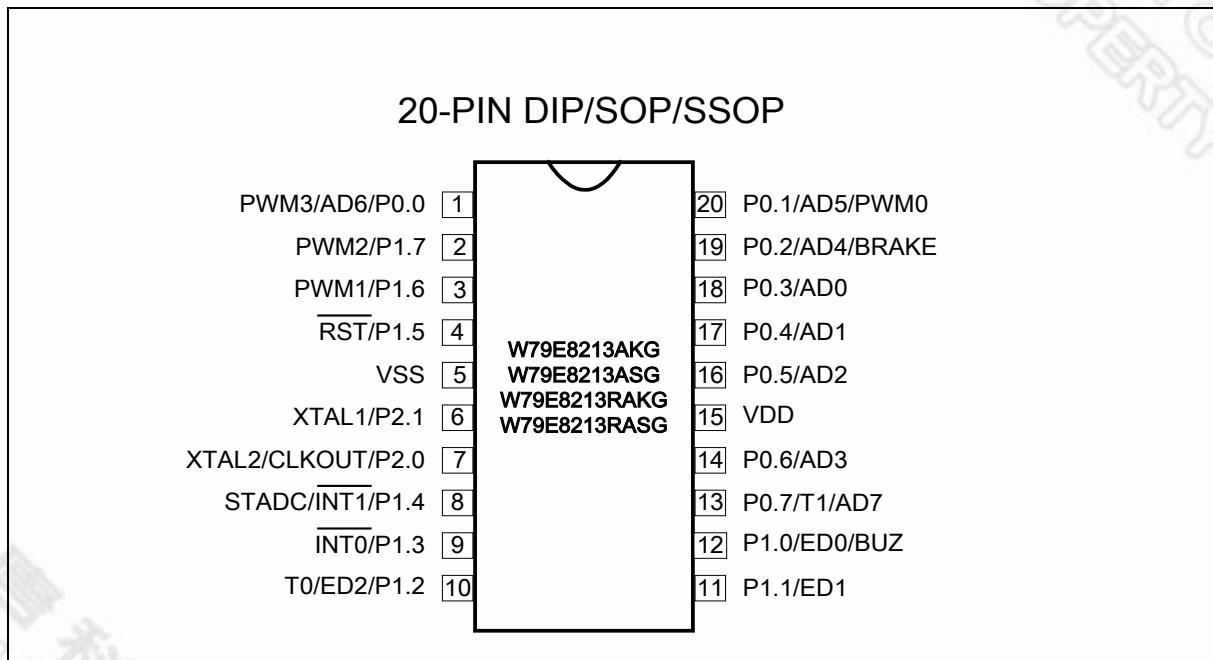 20-PIN DIP/SOP/SSOP
PWM3/AD6/P0.0 1
PWM2/P1.7 2
PWM1/P1.6 3
RST/P1.5 4
VSS 5
XTAL1/P2.1 6
XTAL2/CLKOUT/P2.0 7
STADC/INT1/P1.4 8
INT0/P1.3 9
T0/ED2/P1.2 10
W79E8213AKG
W79E8213ASG
W79E8213RAKG
W79E8213RASG
20 P0.1/AD5/PWM0
19 P0.2/AD4/BRAKE
18 P0.3/AD0
17 P0.4/AD1
16 P0.5/AD2
15 VDD
14 P0.6/AD3
13 P0.7/T1/AD7
12 P1.0/ED0/BUZ
11 P1.1/ED1